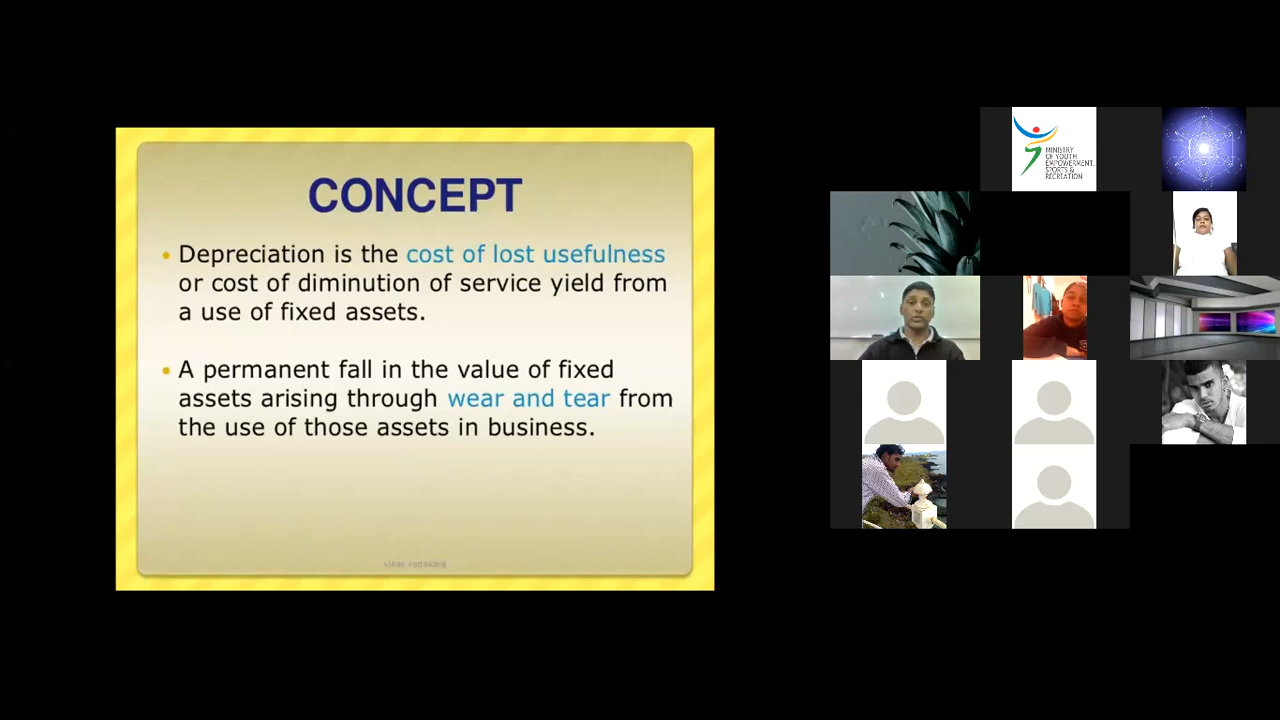 CONCEPT
• Depreciation is the cost of lost usefulness
or cost of diminution of service yield from
a use of fixed assets.
• A permanent fall in the value of fixed
assets arising through wear and tear from
the use of those assets in business.
MINISTRY
OF YOUTH
EMPOWERMENT,
SPORTS &
RECREATION